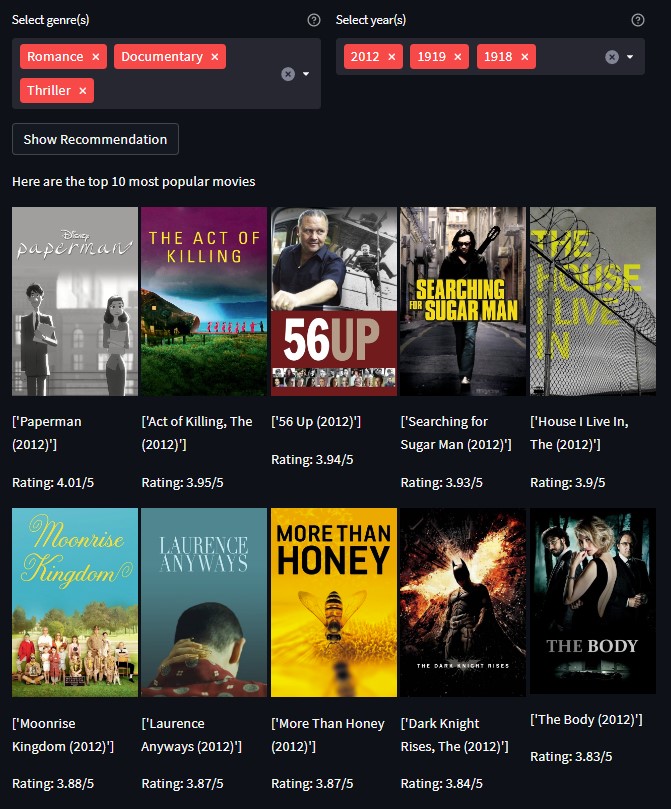 Select genre(s)
Select year(s)
Romance × Documentary ×
Thriller ×
2012 × 1919 × 1918 ×
Show Recommendation
Here are the top 10 most popular movies
Disney
paperman
THE ACT OF
KILLING
56UP
SEARCHING
FOR SUGAR MAN
THE
HOUSE
I LIVE
IN
['Paperman
(2012)']
Rating: 4.01/5
['Act of Killing, The
(2012)']
Rating: 3.95/5
['56 Up (2012)']
Rating: 3.94/5
['Searching for
Sugar Man (2012)']
Rating: 3.93/5
['House I Live In,
The (2012)']
Rating: 3.9/5
Moonrise
Kingdom
LAURENCE
ANYWAYS
MORE THAN
HONEY
THE DARK KNIGHT RISES
THE BODY
['Moonrise
Kingdom (2012)']
Rating: 3.88/5
['Laurence
Anyways (2012)']
Rating: 3.87/5
['More Than Honey
(2012)']
Rating: 3.87/5
['Dark Knight
Rises, The (2012)']
Rating: 3.84/5
['The Body (2012)']
Rating: 3.83/5